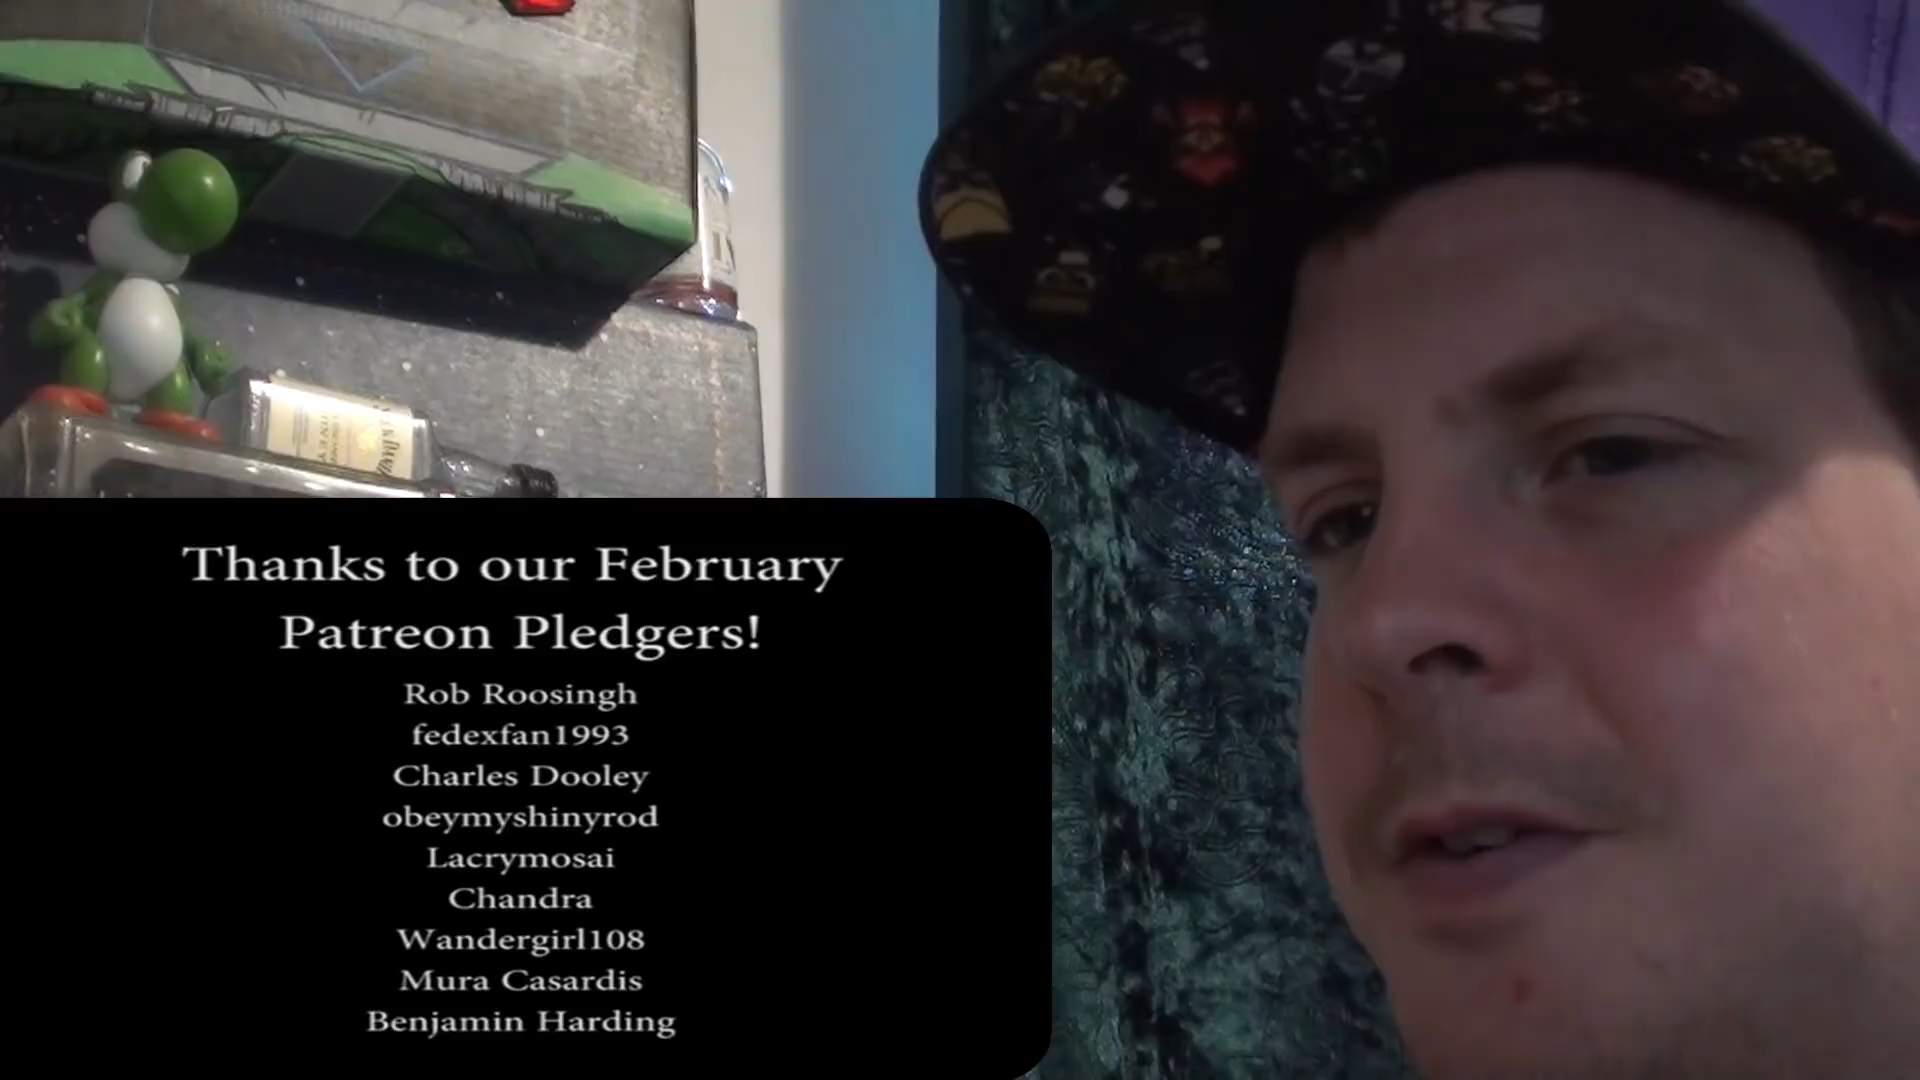 Thanks to our February
Patreon Pledgers!
Rob Roosingh
fedexfan1993
Charles Dooley
obeymyshinyrod
Lacrymosai
Chandra
Wandergirl108
Mura Casardis
Benjamin Harding